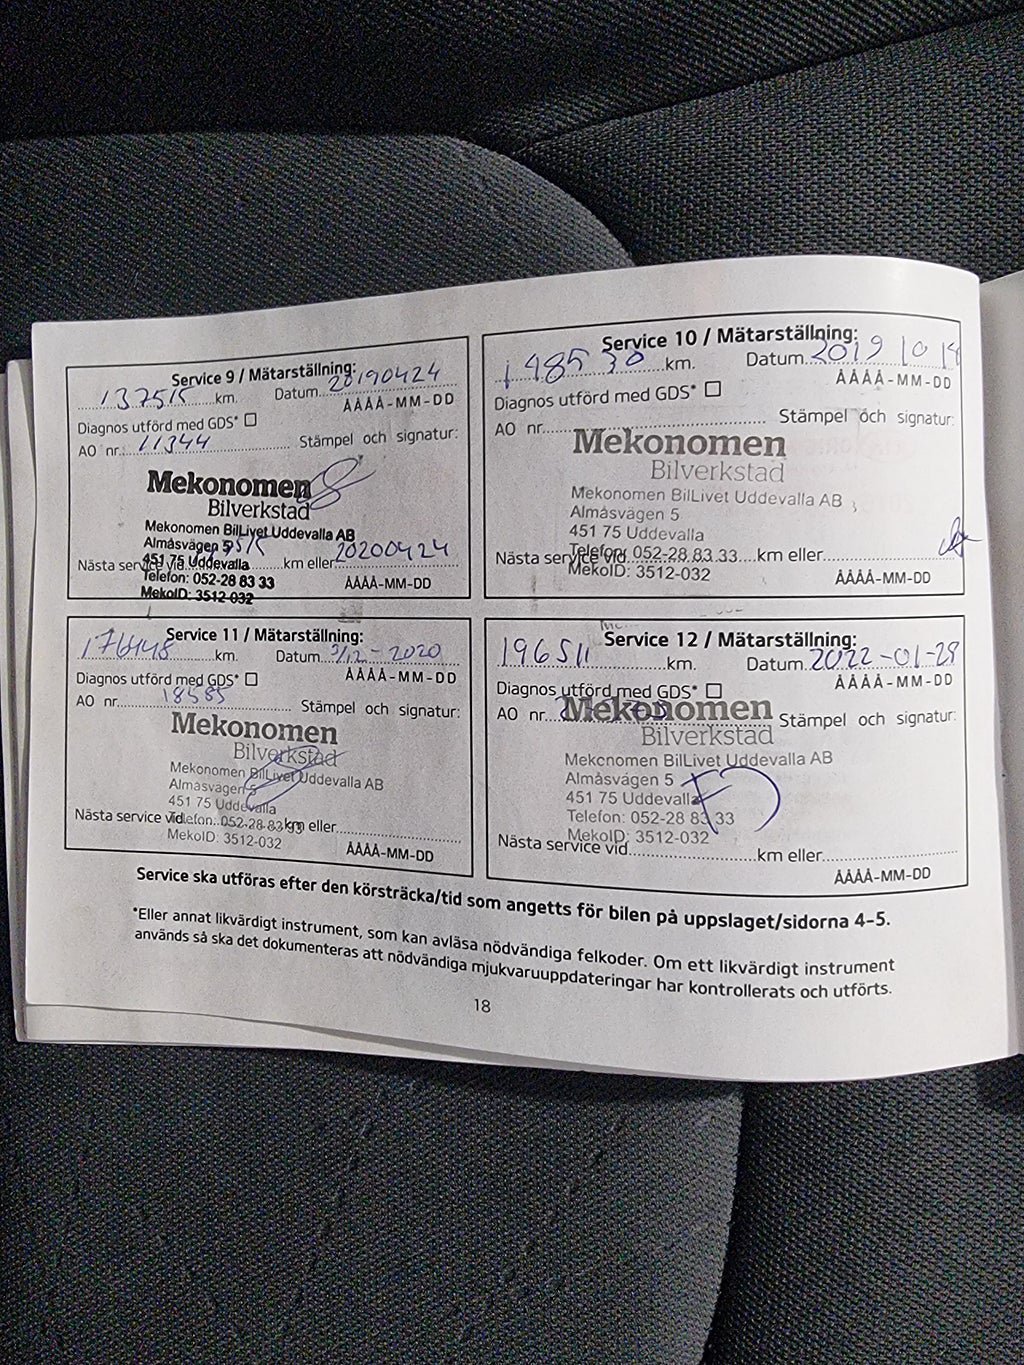 Service 9 / Mätarställning:
137515 km. Datum 20190424
ÅÅÅÅ-MM-DD
Diagnos utförd med GDS* ☐
AO nr. 11344 Stämpel och signatur:
Mekonomen
Bilverkstad
Mekonomen BilLivet Uddevalla AB
Almåsvägen 5
451 75 Uddevalla
Nästa service vid km eller 20200424
Telefon: 052-28 83 33
ÅÅÅÅ-MM-DD
MekoID: 3512-032
Service 10 / Mätarställning:
148530 km. Datum 2019 10 14
ÅÅÅÅ-MM-DD
Diagnos utförd med GDS* ☐
AO nr. Stämpel och signatur:
Mekonomen
Bilverkstad
Mekonomen BilLivet Uddevalla AB
Almåsvägen 5
451 75 Uddevalla
Telefon: 052-28 83 33
Nästa service vid km eller
MekoID: 3512-032
ÅÅÅÅ-MM-DD
Service 11 / Mätarställning:
176448 km. Datum 3/12-2020
ÅÅÅÅ-MM-DD
Diagnos utförd med GDS* ☐
AO nr. 18585 Stämpel och signatur:
Mekonomen
Bilverkstad
Mekonomen BilLivet Uddevalla AB
Almåsvägen 5
451 75 Uddevalla
Nästa service vid km eller
Telefon: 052-28 83 33
MekoID: 3512-032
ÅÅÅÅ-MM-DD
Service 12 / Mätarställning:
196511 km. Datum 2022-01-28
ÅÅÅÅ-MM-DD
Diagnos utförd med GDS* ☐
AO nr. Stämpel och signatur:
Mekonomen
Bilverkstad
Mekonomen BilLivet Uddevalla AB
Almåsvägen 5
451 75 Uddevalla
Telefon: 052-28 83 33
MekoID: 3512-032
Nästa service vid km eller
ÅÅÅÅ-MM-DD
Service ska utföras efter den körsträcka/tid som angetts för bilen på uppslaget/sidorna 4-5.
*Eller annat likvärdigt instrument, som kan avläsa nödvändiga felkoder. Om ett likvärdigt instrument
används så ska det dokumenteras att nödvändiga mjukvaruuppdateringar har kontrollerats och utförts.
18